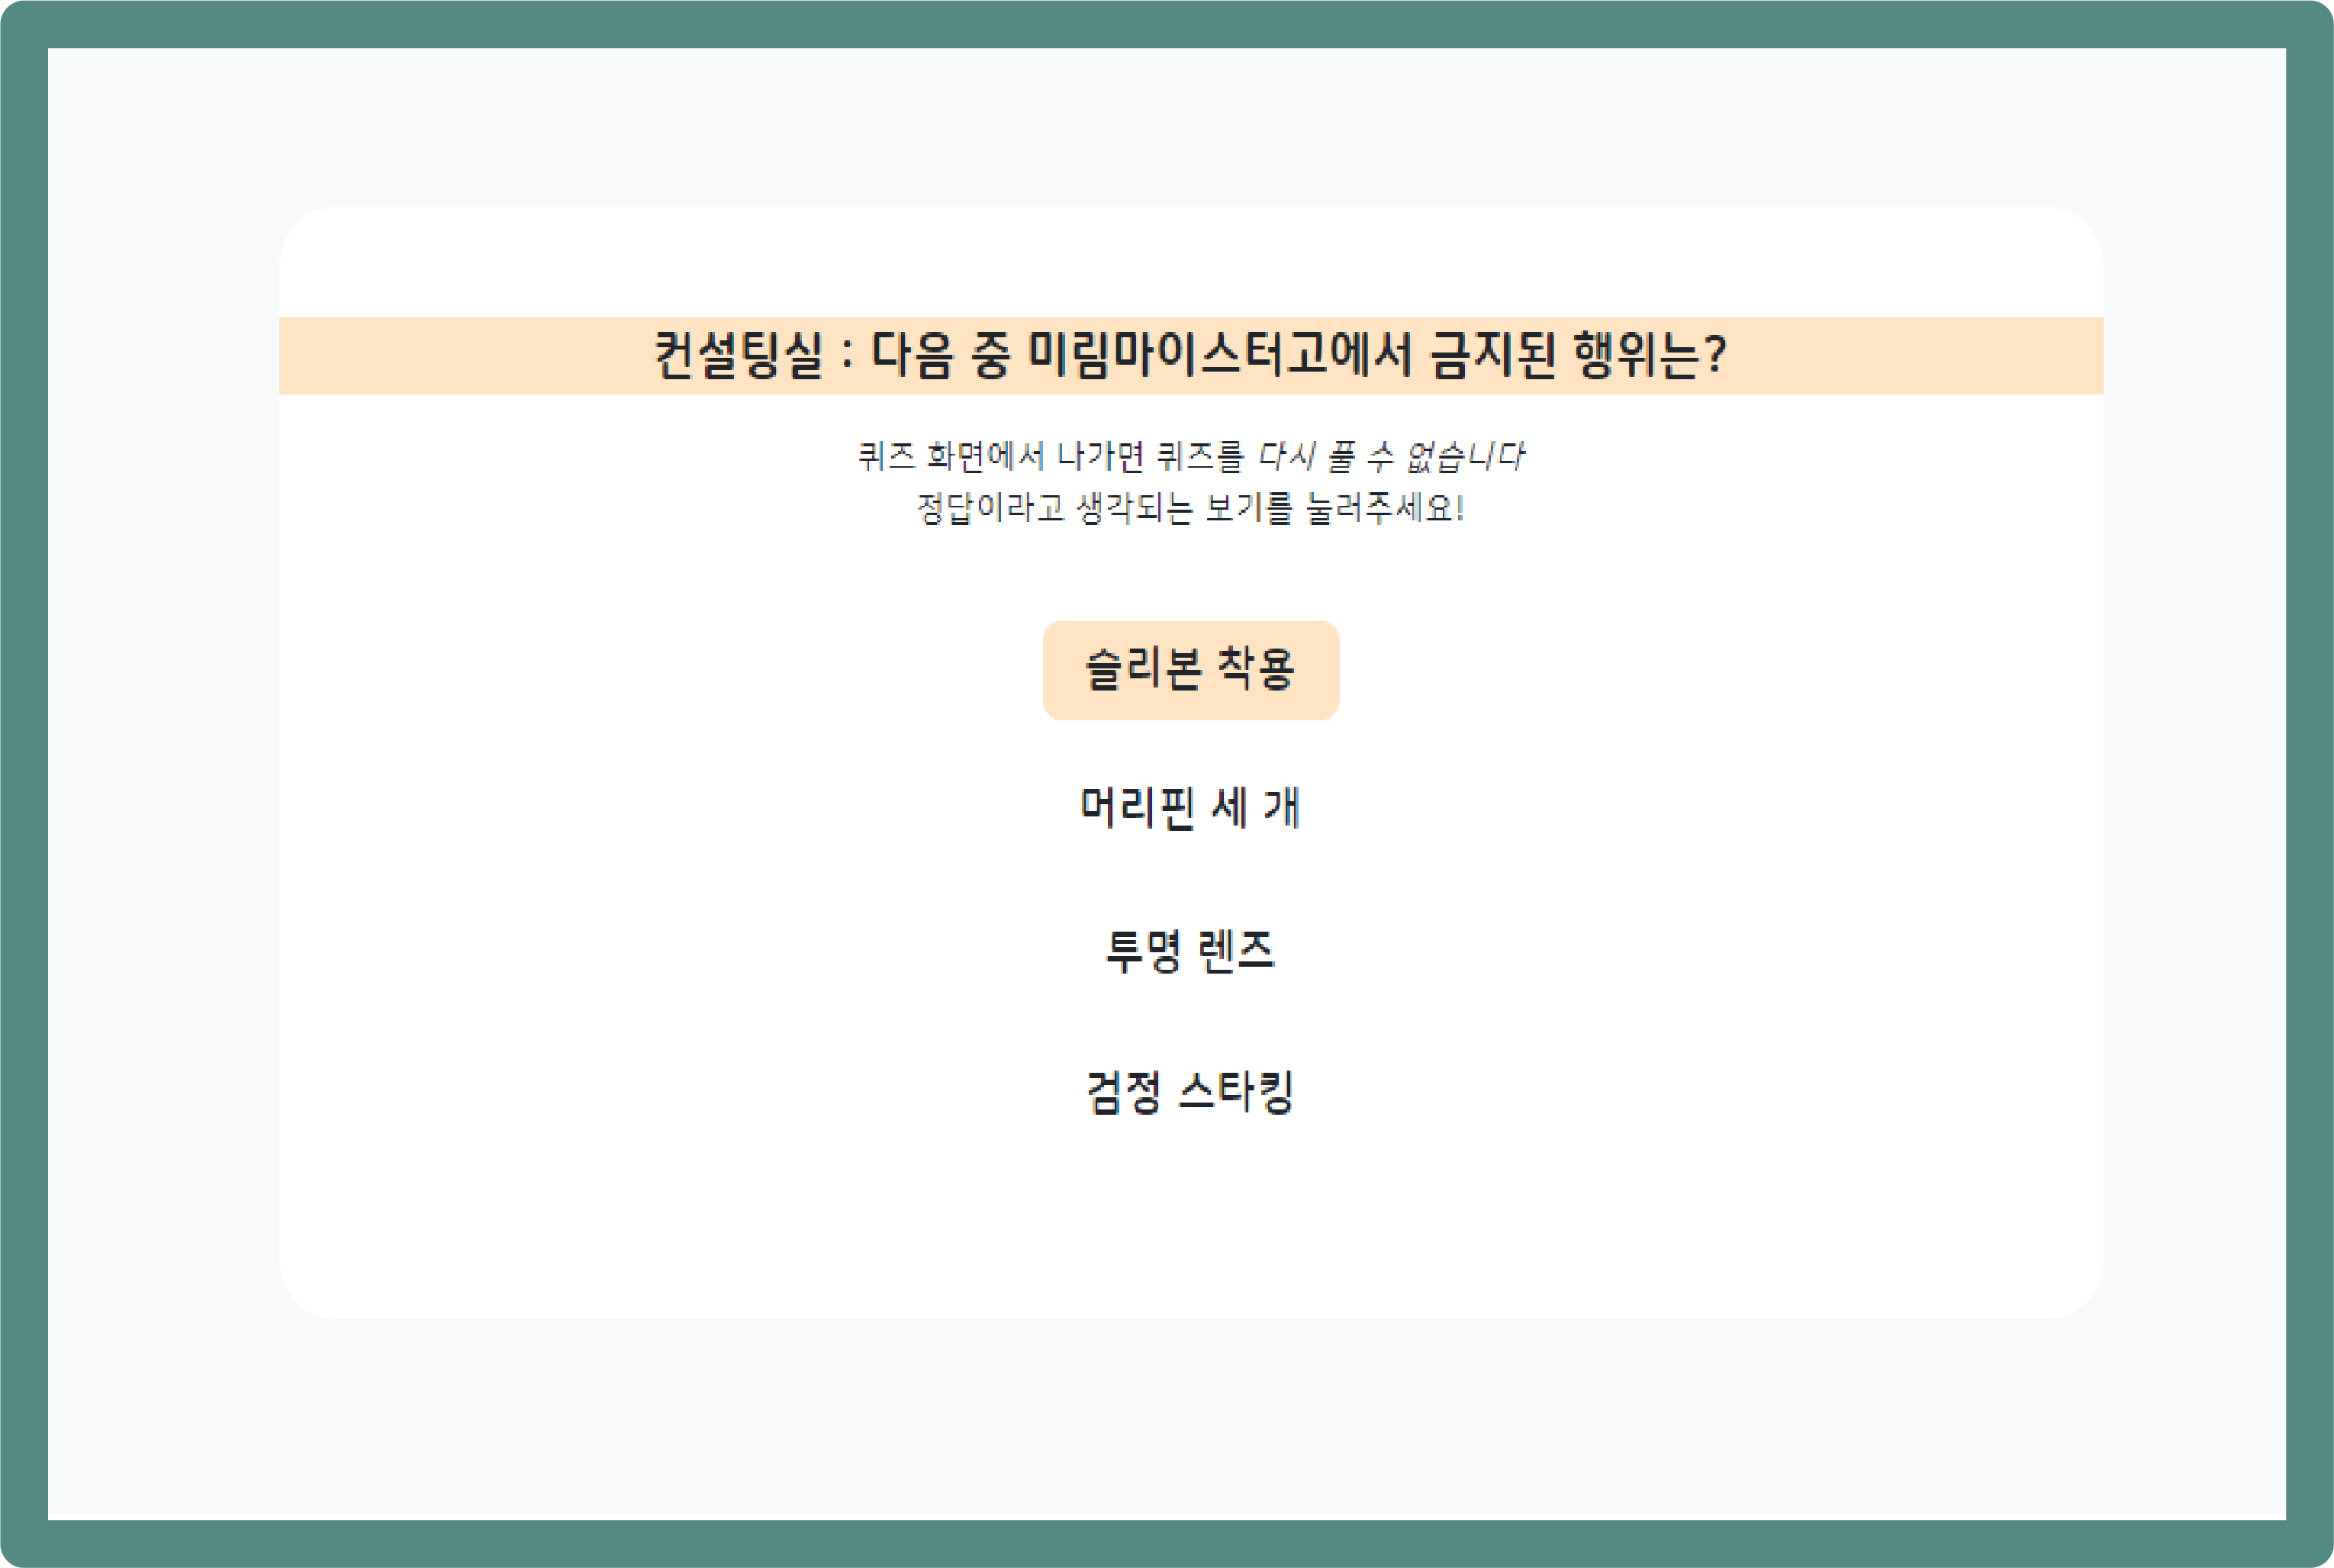 컨설팅실 : 다음 중 미림마이스터고에서 금지된 행위는?
퀴즈 화면에서 나가면 퀴즈를 다시 풀 수 없습니다
정답이라고 생각되는 보기를 눌러주세요!
슬리본 착용
머리핀 세 개
투명 렌즈
검정 스타킹